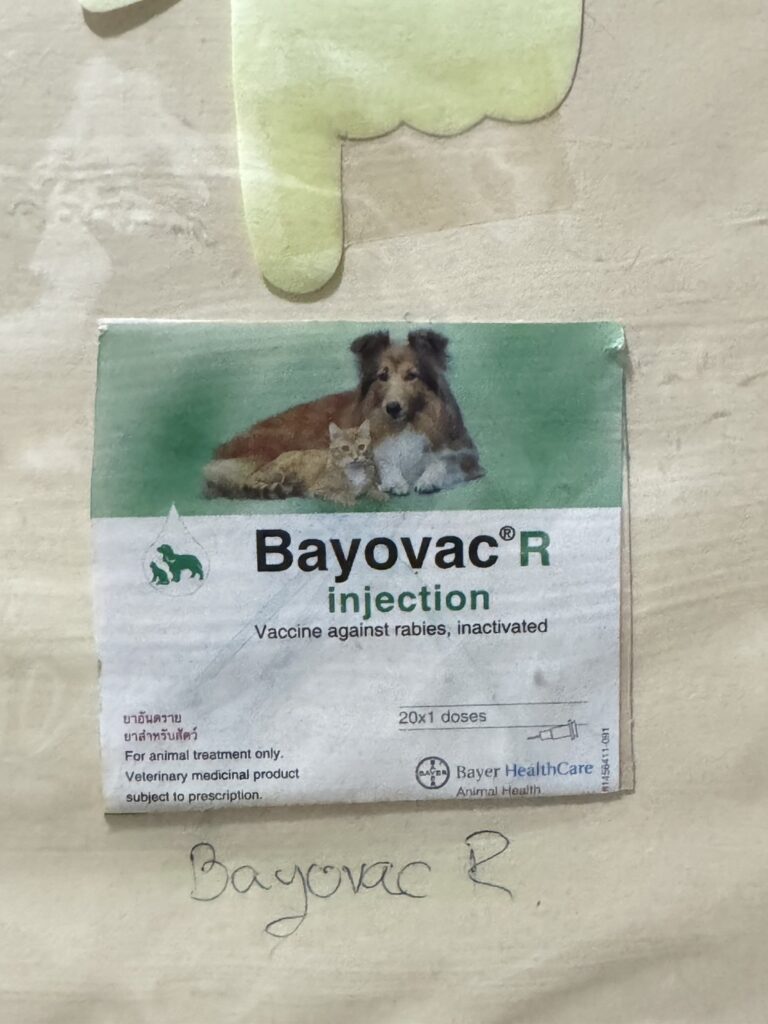 Bayovac® R
injection
Vaccine against rabies, inactivated
20x1 doses
ยาอันตราย
ยาสำหรับสัตว์
For animal treatment only.
Veterinary medicinal product
subject to prescription.
BAYER
Bayer HealthCare
Animal Health
Bayovac R